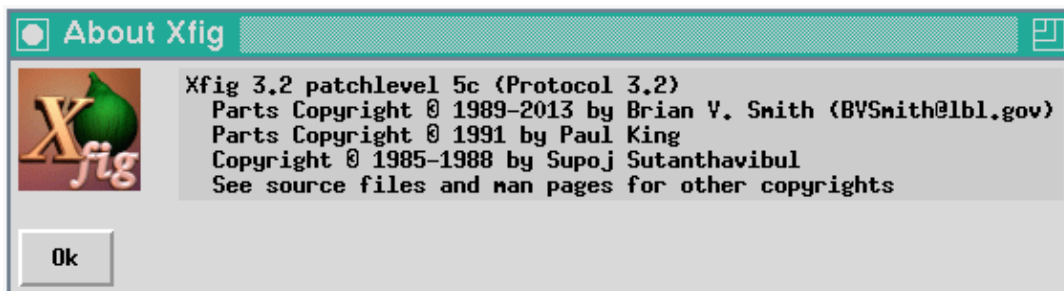 About Xfig
Xfig
Xfig 3.2 patchlevel 5c (Protocol 3.2)
Parts Copyright © 1989-2013 by Brian V. Smith (BVSmith@lbl.gov)
Parts Copyright © 1991 by Paul King
Copyright © 1985-1988 by Supoj Sutanthavibul
See source files and man pages for other copyrights
Ok